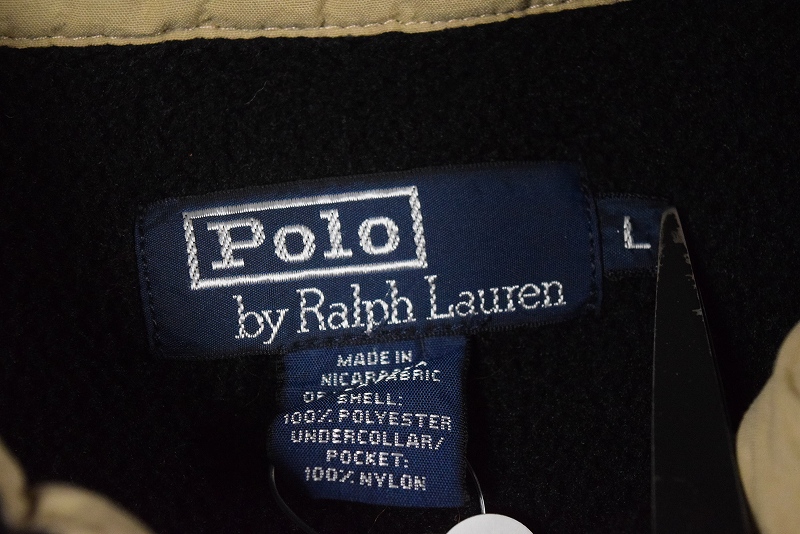 Polo
by Ralph Lauren
L
MADE IN
OF SHELL:
100% POLYESTER
UNDERCOLLAR/
POCKET:
100% NYLON